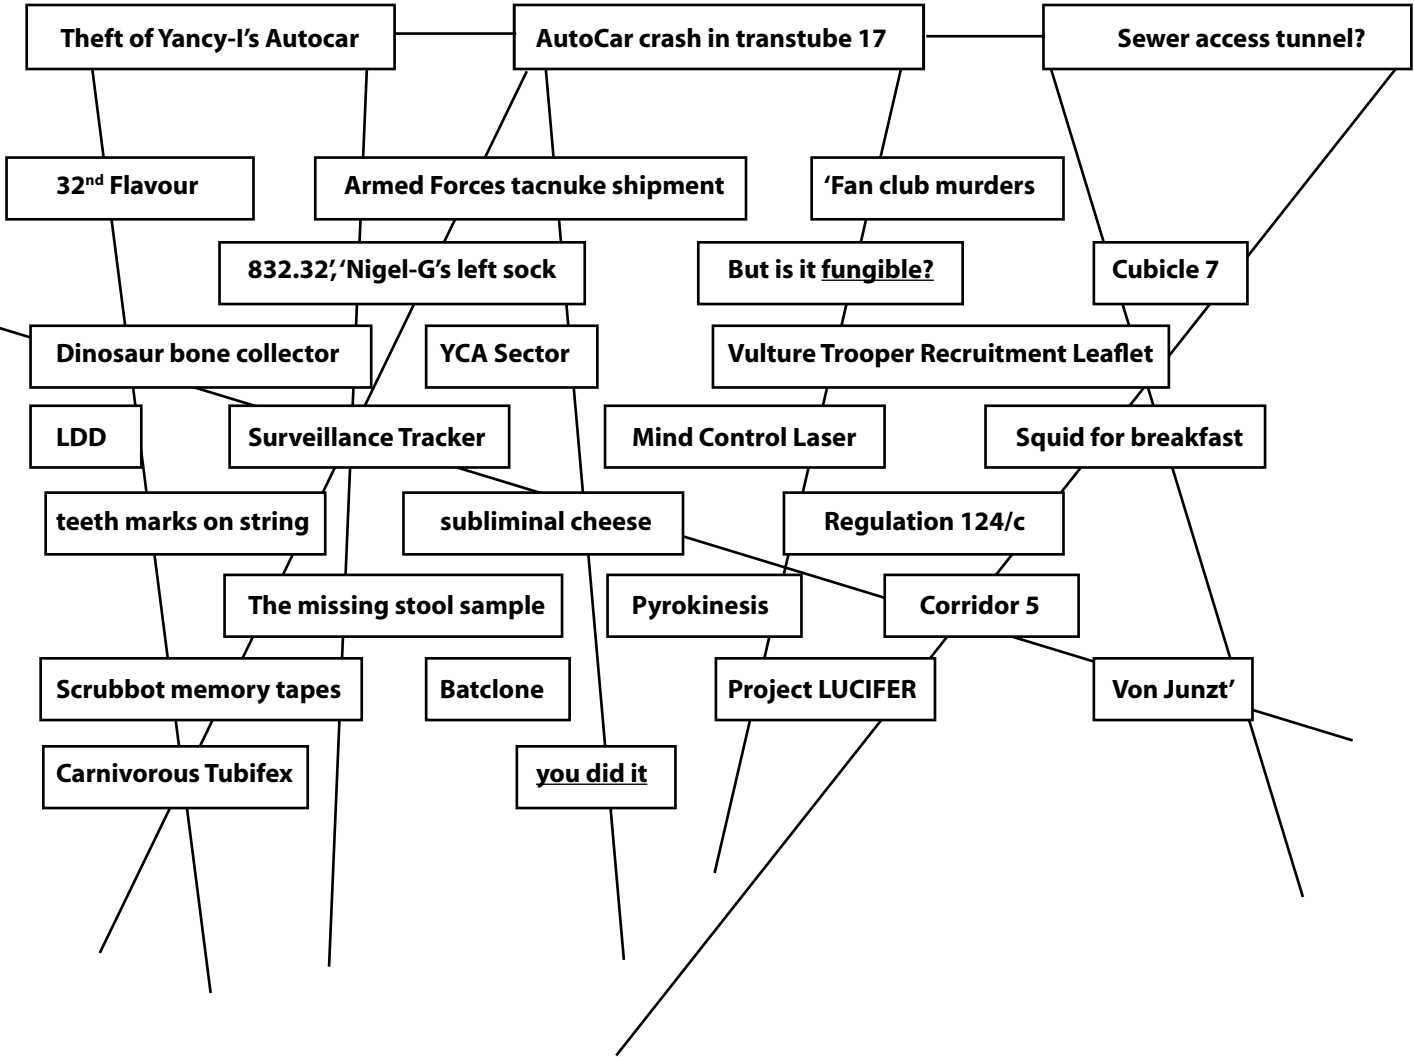 Theft of Yancy-I's Autocar
AutoCar crash in transtube 17
Sewer access tunnel?
32nd Flavour
Armed Forces tacnuke shipment
‘Fan club murders
832.32’,‘Nigel-G’s left sock
But is it fungible?
Cubicle 7
Dinosaur bone collector
YCA Sector
Vulture Trooper Recruitment Leaflet
LDD
Surveillance Tracker
Mind Control Laser
Squid for breakfast
teeth marks on string
subliminal cheese
Regulation 124/c
The missing stool sample
Pyrokinesis
Corridor 5
Scrubbot memory tapes
Batclone
Project LUCIFER
Von Junzt’
Carnivorous Tubifex
you did it